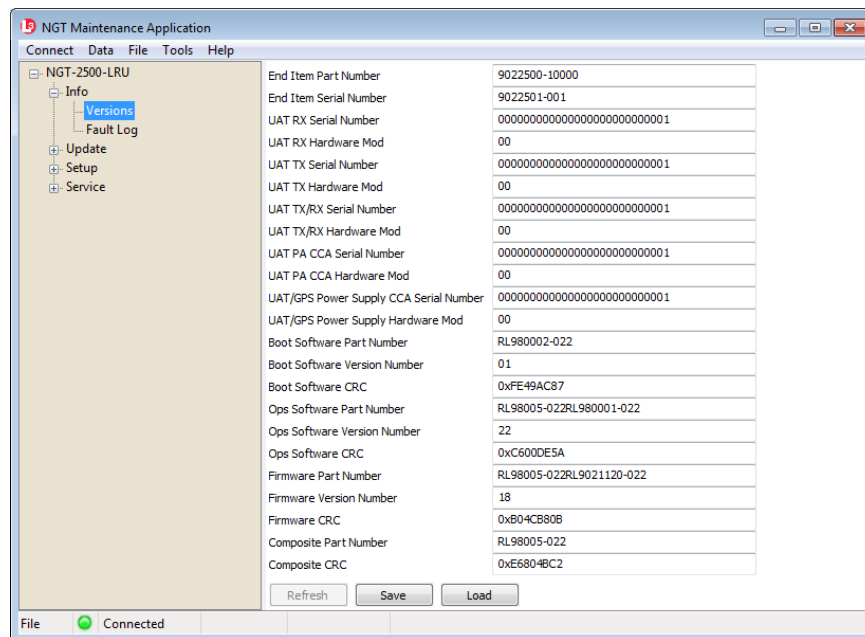 NGT Maintenance Application
Connect Data File Tools Help
NGT-2500-LRU
Info
Versions
Fault Log
Update
Setup
Service
End Item Part Number 9022500-10000
End Item Serial Number 9022501-001
UAT RX Serial Number 000000000000000000000000001
UAT RX Hardware Mod 00
UAT TX Serial Number 000000000000000000000000001
UAT TX Hardware Mod 00
UAT TX/RX Serial Number 000000000000000000000000001
UAT TX/RX Hardware Mod 00
UAT PA CCA Serial Number 000000000000000000000000001
UAT PA CCA Hardware Mod 00
UAT/GPS Power Supply CCA Serial Number 000000000000000000000000001
UAT/GPS Power Supply Hardware Mod 00
Boot Software Part Number RL980002-022
Boot Software Version Number 01
Boot Software CRC 0xFE49AC87
Ops Software Part Number RL98005-022RL980001-022
Ops Software Version Number 22
Ops Software CRC 0xC600DE5A
Firmware Part Number RL98005-022RL9021120-022
Firmware Version Number 18
Firmware CRC 0xB04CB80B
Composite Part Number RL98005-022
Composite CRC 0xE6804BC2
Refresh Save Load
File Connected